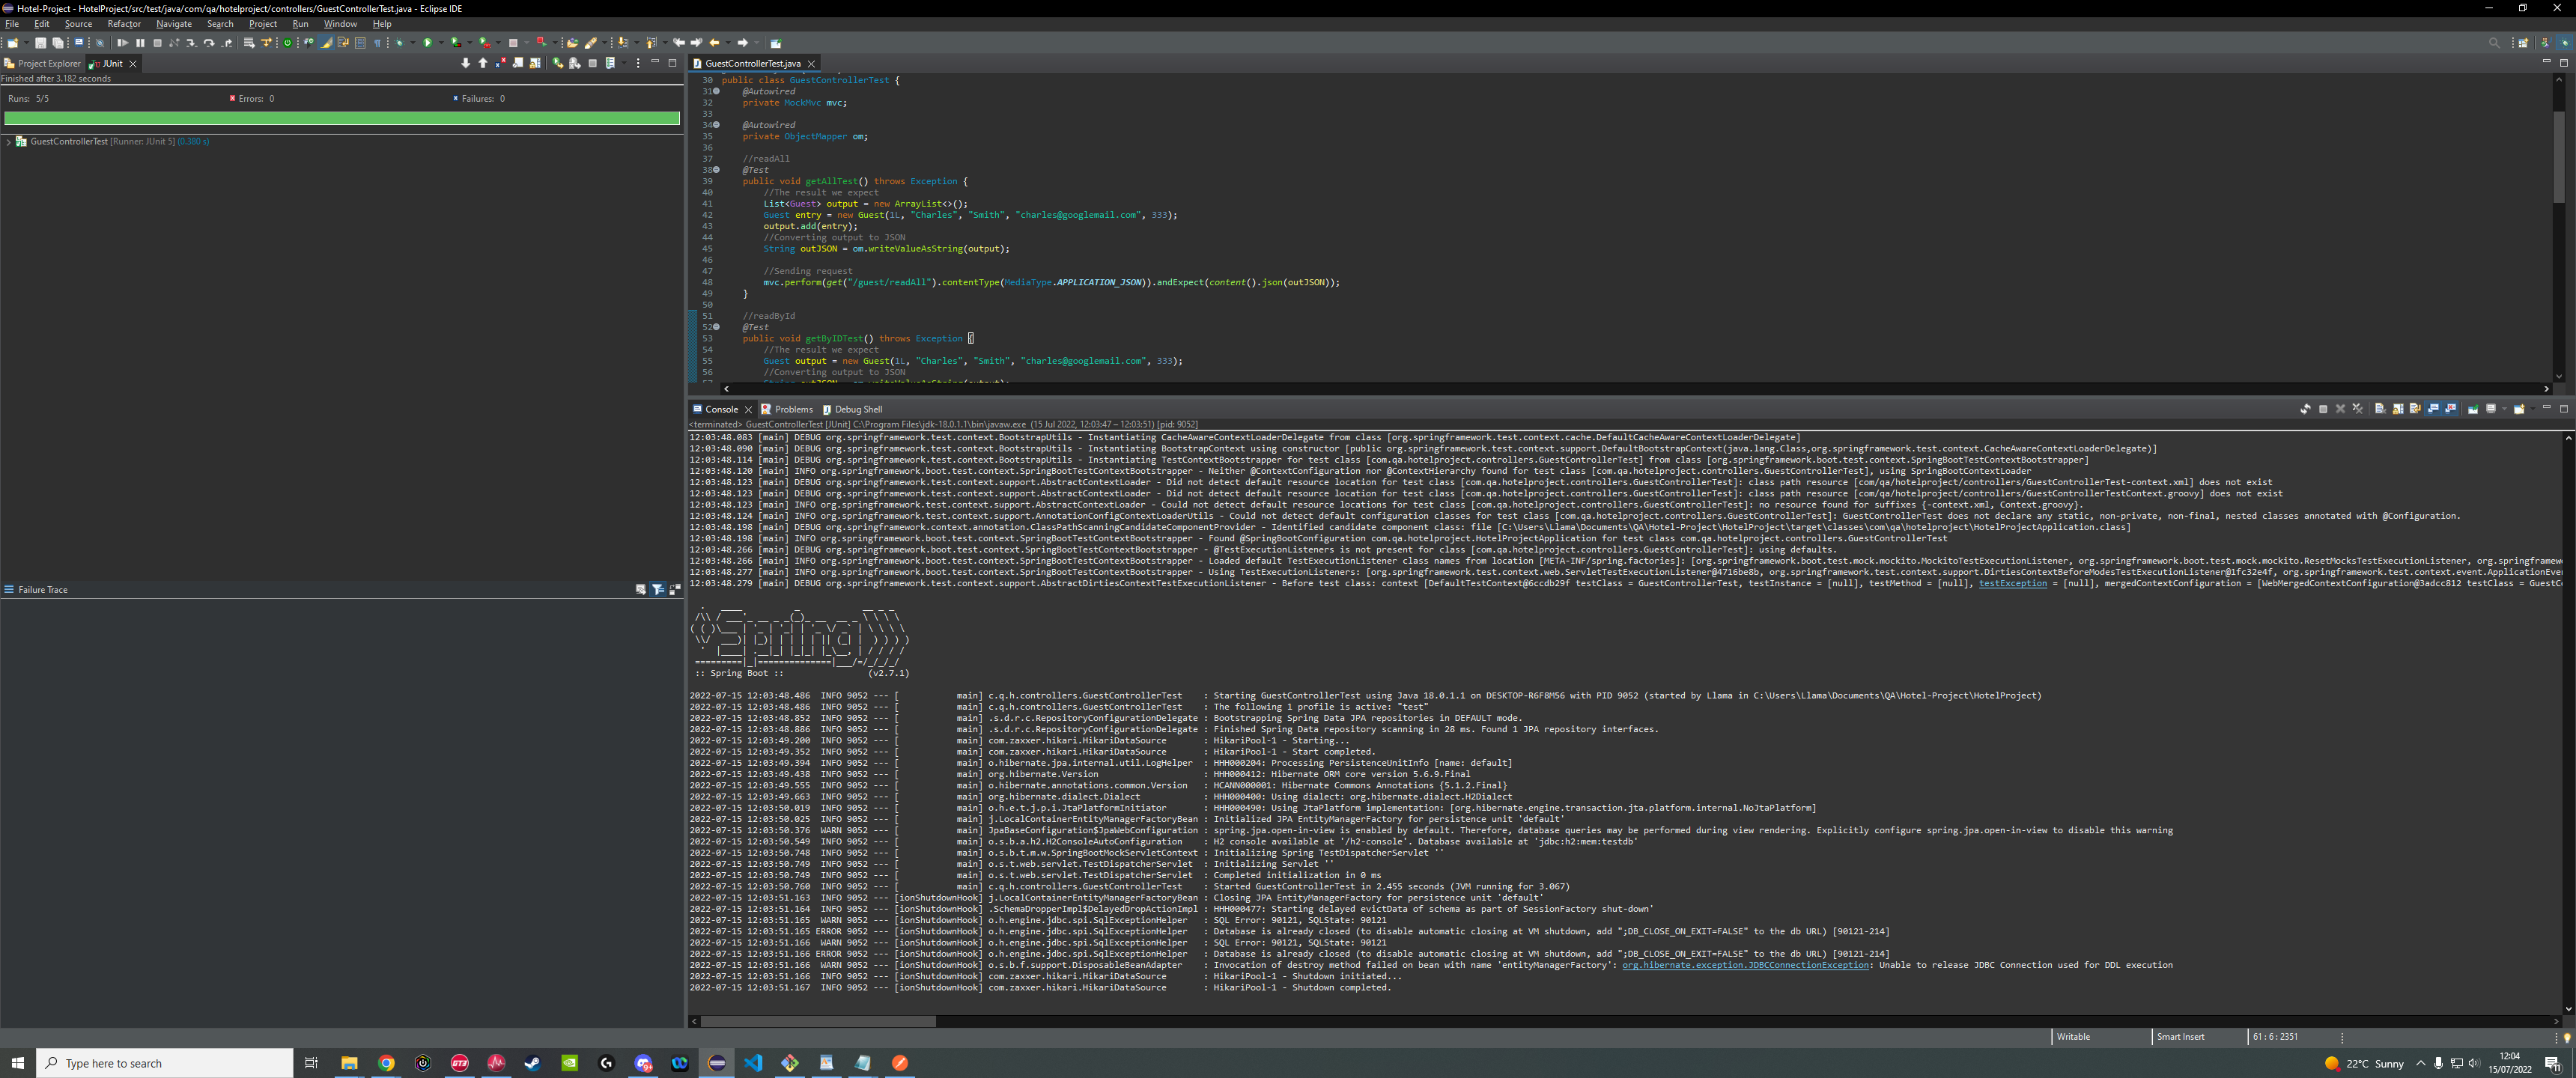 Hotel-Project - HotelProject/src/test/java/com/qa/hotelproject/controllers/GuestControllerTest.java - Eclipse IDE
File Edit Source Refactor Navigate Search Project Run Window Help
Project Explorer JUnit
Finished after 3.182 seconds
Runs: 5/5 Errors: 0 Failures: 0
GuestControllerTest [Runner: JUnit 5] (0.380 s)
Failure Trace
GuestControllerTest.java
30 public class GuestControllerTest {
31 @Autowired
32 private MockMvc mvc;
33
34 @Autowired
35 private ObjectMapper om;
36
37 //readAll
38 @Test
39 public void getAllTest() throws Exception {
40 //The result we expect
41 List<Guest> output = new ArrayList<>();
42 Guest entry = new Guest(1L, "Charles", "Smith", "charles@googlemail.com", 333);
43 output.add(entry);
44 //Converting output to JSON
45 String outJSON = om.writeValueAsString(output);
46
47 //Sending request
48 mvc.perform(get("/guest/readAll").contentType(MediaType.APPLICATION_JSON)).andExpect(content().json(outJSON));
49 }
50
51 //readById
52 @Test
53 public void getByIDTest() throws Exception {
54 //The result we expect
55 Guest output = new Guest(1L, "Charles", "Smith", "charles@googlemail.com", 333);
56 //Converting output to JSON
Console Problems Debug Shell
<terminated> GuestControllerTest [JUnit] C:\Program Files\jdk-18.0.1.1\bin\javaw.exe (15 Jul 2022, 12:03:47 – 12:03:51) [pid: 9052]
12:03:48.083 [main] DEBUG org.springframework.test.context.BootstrapUtils - Instantiating CacheAwareContextLoaderDelegate from class [org.springframework.test.context.cache.DefaultCacheAwareContextLoaderDelegate]
12:03:48.090 [main] DEBUG org.springframework.test.context.BootstrapUtils - Instantiating BootstrapContext using constructor [public org.springframework.test.context.support.DefaultBootstrapContext(java.lang.Class,org.springframework.test.context.CacheAwareContextLoaderDelegate)]
12:03:48.114 [main] DEBUG org.springframework.test.context.BootstrapUtils - Instantiating TestContextBootstrapper for test class [com.qa.hotelproject.controllers.GuestControllerTest] from class [org.springframework.boot.test.context.SpringBootTestContextBootstrapper]
12:03:48.120 [main] INFO org.springframework.boot.test.context.SpringBootTestContextBootstrapper - Neither @ContextConfiguration nor @ContextHierarchy found for test class [com.qa.hotelproject.controllers.GuestControllerTest], using SpringBootContextLoader
12:03:48.123 [main] DEBUG org.springframework.test.context.support.AbstractContextLoader - Did not detect default resource location for test class [com.qa.hotelproject.controllers.GuestControllerTest]: class path resource [com/qa/hotelproject/controllers/GuestControllerTest-context.xml] does not exist
12:03:48.123 [main] DEBUG org.springframework.test.context.support.AbstractContextLoader - Did not detect default resource location for test class [com.qa.hotelproject.controllers.GuestControllerTest]: class path resource [com/qa/hotelproject/controllers/GuestControllerTestContext.groovy] does not exist
12:03:48.123 [main] INFO org.springframework.test.context.support.AbstractContextLoader - Could not detect default resource locations for test class [com.qa.hotelproject.controllers.GuestControllerTest]: no resource found for suffixes {-context.xml, Context.groovy}.
12:03:48.124 [main] INFO org.springframework.test.context.support.AnnotationConfigContextLoaderUtils - Could not detect default configuration classes for test class [com.qa.hotelproject.controllers.GuestControllerTest]: GuestControllerTest does not declare any static, non-private, non-final, nested classes annotated with @Configuration.
12:03:48.198 [main] DEBUG org.springframework.context.annotation.ClassPathScanningCandidateComponentProvider - Identified candidate component class: file [C:\Users\Llama\Documents\QA\Hotel-Project\HotelProject\target\classes\com\qa\hotelproject\HotelProjectApplication.class]
12:03:48.198 [main] INFO org.springframework.boot.test.context.SpringBootTestContextBootstrapper - Found @SpringBootConfiguration com.qa.hotelproject.HotelProjectApplication for test class com.qa.hotelproject.controllers.GuestControllerTest
12:03:48.266 [main] DEBUG org.springframework.boot.test.context.SpringBootTestContextBootstrapper - @TestExecutionListeners is not present for class [com.qa.hotelproject.controllers.GuestControllerTest]: using defaults.
12:03:48.266 [main] INFO org.springframework.boot.test.context.SpringBootTestContextBootstrapper - Loaded default TestExecutionListener class names from location [META-INF/spring.factories]: [org.springframework.boot.test.mock.mockito.MockitoTestExecutionListener, org.springframework.boot.test.mock.mockito.ResetMocksTestExecutionListener, org.springframew
12:03:48.277 [main] INFO org.springframework.boot.test.context.SpringBootTestContextBootstrapper - Using TestExecutionListeners: [org.springframework.test.context.web.ServletTestExecutionListener@4716be8b, org.springframework.test.context.support.DirtiesContextBeforeModesTestExecutionListener@1fc32e4f, org.springframework.test.context.event.ApplicationEven
12:03:48.279 [main] DEBUG org.springframework.test.context.support.AbstractDirtiesContextTestExecutionListener - Before test class: context [DefaultTestContext@6ccdb29f testClass = GuestControllerTest, testInstance = [null], testMethod = [null], testException = [null], mergedContextConfiguration = [WebMergedContextConfiguration@3adcc812 testClass = GuestC
:: Spring Boot :: (v2.7.1)
2022-07-15 12:03:48.486 INFO 9052 --- [ main] c.q.h.controllers.GuestControllerTest : Starting GuestControllerTest using Java 18.0.1.1 on DESKTOP-R6F8M56 with PID 9052 (started by Llama in C:\Users\Llama\Documents\QA\Hotel-Project\HotelProject)
2022-07-15 12:03:48.486 INFO 9052 --- [ main] c.q.h.controllers.GuestControllerTest : The following 1 profile is active: "test"
2022-07-15 12:03:48.852 INFO 9052 --- [ main] .s.d.r.c.RepositoryConfigurationDelegate : Bootstrapping Spring Data JPA repositories in DEFAULT mode.
2022-07-15 12:03:48.886 INFO 9052 --- [ main] .s.d.r.c.RepositoryConfigurationDelegate : Finished Spring Data repository scanning in 28 ms. Found 1 JPA repository interfaces.
2022-07-15 12:03:49.200 INFO 9052 --- [ main] com.zaxxer.hikari.HikariDataSource : HikariPool-1 - Starting...
2022-07-15 12:03:49.352 INFO 9052 --- [ main] com.zaxxer.hikari.HikariDataSource : HikariPool-1 - Start completed.
2022-07-15 12:03:49.394 INFO 9052 --- [ main] o.hibernate.jpa.internal.util.LogHelper : HHH000204: Processing PersistenceUnitInfo [name: default]
2022-07-15 12:03:49.438 INFO 9052 --- [ main] org.hibernate.Version : HHH000412: Hibernate ORM core version 5.6.9.Final
2022-07-15 12:03:49.555 INFO 9052 --- [ main] o.hibernate.annotations.common.Version : HCANN000001: Hibernate Commons Annotations {5.1.2.Final}
2022-07-15 12:03:49.663 INFO 9052 --- [ main] org.hibernate.dialect.Dialect : HHH000400: Using dialect: org.hibernate.dialect.H2Dialect
2022-07-15 12:03:50.019 INFO 9052 --- [ main] o.h.e.t.j.p.i.JtaPlatformInitiator : HHH000490: Using JtaPlatform implementation: [org.hibernate.engine.transaction.jta.platform.internal.NoJtaPlatform]
2022-07-15 12:03:50.025 INFO 9052 --- [ main] j.LocalContainerEntityManagerFactoryBean : Initialized JPA EntityManagerFactory for persistence unit 'default'
2022-07-15 12:03:50.376 WARN 9052 --- [ main] JpaBaseConfiguration$JpaWebConfiguration : spring.jpa.open-in-view is enabled by default. Therefore, database queries may be performed during view rendering. Explicitly configure spring.jpa.open-in-view to disable this warning
2022-07-15 12:03:50.549 INFO 9052 --- [ main] o.s.b.a.h2.H2ConsoleAutoConfiguration : H2 console available at '/h2-console'. Database available at 'jdbc:h2:mem:testdb'
2022-07-15 12:03:50.748 INFO 9052 --- [ main] o.s.b.t.m.w.SpringBootMockServletContext : Initializing Spring TestDispatcherServlet ''
2022-07-15 12:03:50.749 INFO 9052 --- [ main] o.s.t.web.servlet.TestDispatcherServlet : Initializing Servlet ''
2022-07-15 12:03:50.749 INFO 9052 --- [ main] o.s.t.web.servlet.TestDispatcherServlet : Completed initialization in 0 ms
2022-07-15 12:03:50.760 INFO 9052 --- [ main] c.q.h.controllers.GuestControllerTest : Started GuestControllerTest in 2.455 seconds (JVM running for 3.067)
2022-07-15 12:03:51.163 INFO 9052 --- [ionShutdownHook] j.LocalContainerEntityManagerFactoryBean : Closing JPA EntityManagerFactory for persistence unit 'default'
2022-07-15 12:03:51.164 INFO 9052 --- [ionShutdownHook] .SchemaDropperImpl$DelayedDropActionImpl : HHH000477: Starting delayed evictData of schema as part of SessionFactory shut-down'
2022-07-15 12:03:51.165 WARN 9052 --- [ionShutdownHook] o.h.engine.jdbc.spi.SqlExceptionHelper : SQL Error: 90121, SQLState: 90121
2022-07-15 12:03:51.165 ERROR 9052 --- [ionShutdownHook] o.h.engine.jdbc.spi.SqlExceptionHelper : Database is already closed (to disable automatic closing at VM shutdown, add ";DB_CLOSE_ON_EXIT=FALSE" to the db URL) [90121-214]
2022-07-15 12:03:51.166 WARN 9052 --- [ionShutdownHook] o.h.engine.jdbc.spi.SqlExceptionHelper : SQL Error: 90121, SQLState: 90121
2022-07-15 12:03:51.166 ERROR 9052 --- [ionShutdownHook] o.h.engine.jdbc.spi.SqlExceptionHelper : Database is already closed (to disable automatic closing at VM shutdown, add ";DB_CLOSE_ON_EXIT=FALSE" to the db URL) [90121-214]
2022-07-15 12:03:51.166 WARN 9052 --- [ionShutdownHook] o.s.b.f.support.DisposableBeanAdapter : Invocation of destroy method failed on bean with name 'entityManagerFactory': org.hibernate.exception.JDBCConnectionException: Unable to release JDBC Connection used for DDL execution
2022-07-15 12:03:51.166 INFO 9052 --- [ionShutdownHook] com.zaxxer.hikari.HikariDataSource : HikariPool-1 - Shutdown initiated...
2022-07-15 12:03:51.167 INFO 9052 --- [ionShutdownHook] com.zaxxer.hikari.HikariDataSource : HikariPool-1 - Shutdown completed.
Writable Smart Insert 61 : 6 : 2351
Type here to search
22°C Sunny
12:04
15/07/2022